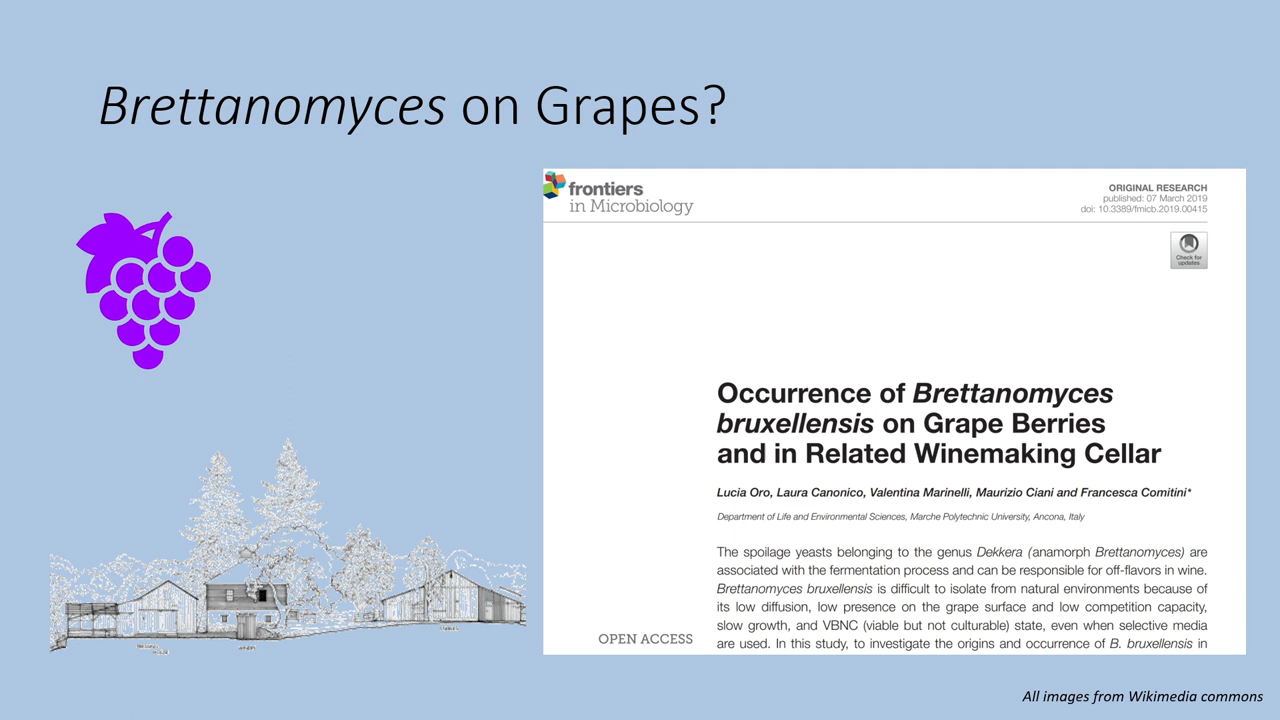 Brettanomyces on Grapes?
frontiers
in Microbiology
ORIGINAL RESEARCH
published: 07 March 2019
doi: 10.3389/fmicb.2019.00415
Check for
updates
Occurrence of Brettanomyces
bruxellensis on Grape Berries
and in Related Winemaking Cellar
Lucia Oro, Laura Canonico, Valentina Marinelli, Maurizio Ciani and Francesca Comitini*
Department of Life and Environmental Sciences, Marche Polytechnic University, Ancona, Italy
The spoilage yeasts belonging to the genus Dekkera (anamorph Brettanomyces) are
associated with the fermentation process and can be responsible for off-flavors in wine.
Brettanomyces bruxellensis is difficult to isolate from natural environments because of
its low diffusion, low presence on the grape surface and low competition capacity,
slow growth, and VBNC (viable but not culturable) state, even when selective media
are used. In this study, to investigate the origins and occurrence of B. bruxellensis in
OPEN ACCESS
All images from Wikimedia commons